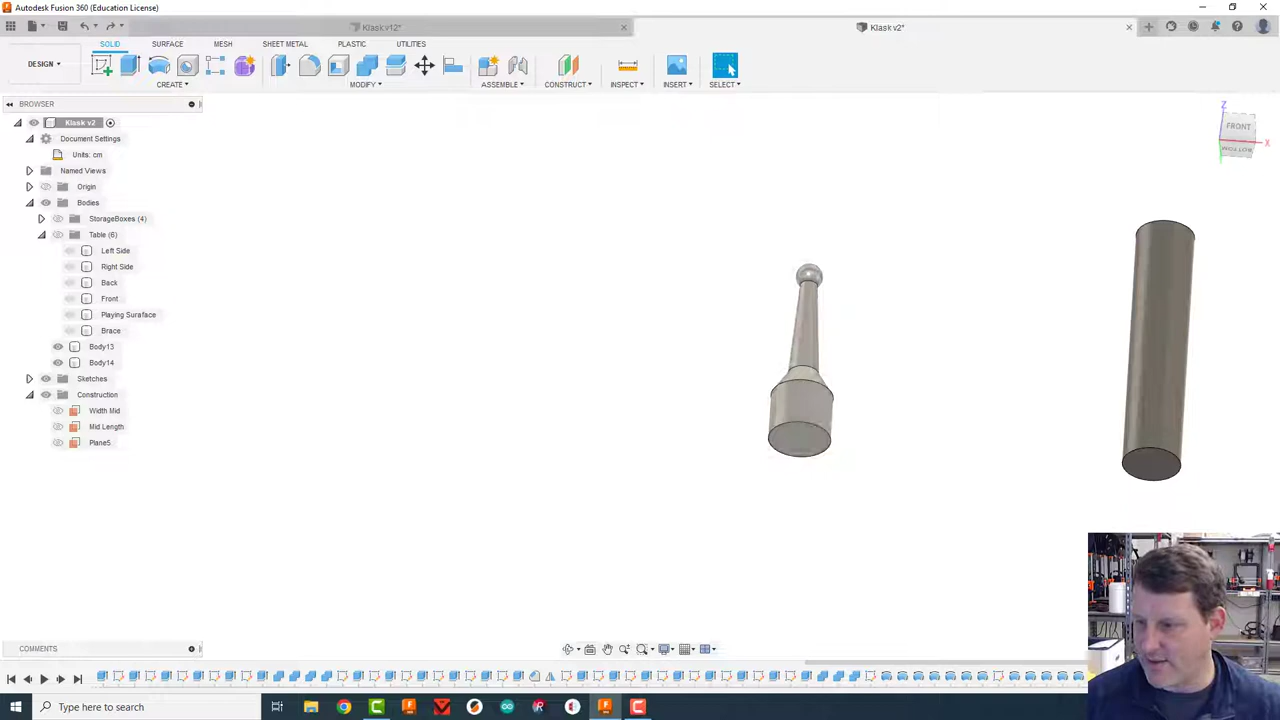 Autodesk Fusion 360 (Education License)
Klask v12*
Klask v2*
DESIGN
SOLID
SURFACE
MESH
SHEET METAL
PLASTIC
UTILITIES
CREATE
MODIFY
ASSEMBLE
CONSTRUCT
INSPECT
INSERT
SELECT
BROWSER
Klask v2
Document Settings
Units: cm
Named Views
Origin
Bodies
StorageBoxes (4)
Table (6)
Left Side
Right Side
Back
Front
Playing Suraface
Brace
Body13
Body14
Sketches
Construction
Width Mid
Mid Length
Plane5
Z
FRONT
BOTTOM
X
COMMENTS
Type here to search